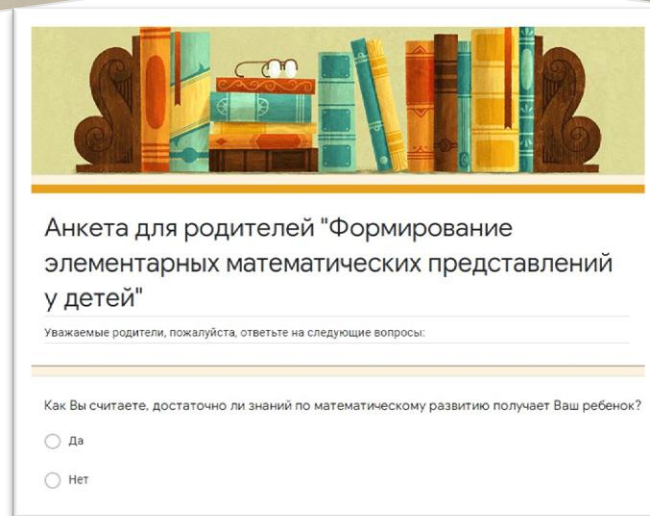 Анкета для родителей "Формирование
элементарных математических представлений
у детей"
Уважаемые родители, пожалуйста, ответьте на следующие вопросы:
Как Вы считаете, достаточно ли знаний по математическому развитию получает Ваш ребенок?
Да
Нет